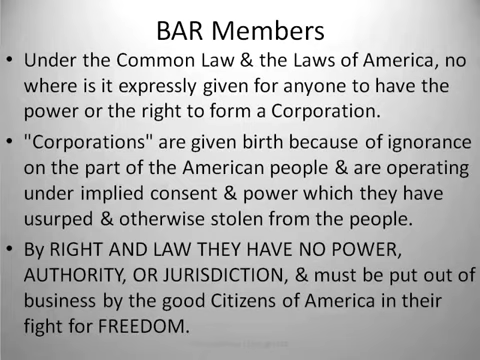 BAR Members
• Under the Common Law & the Laws of America, no
where is it expressly given for anyone to have the
power or the right to form a Corporation.
• "Corporations" are given birth because of ignorance
on the part of the American people & are operating
under implied consent & power which they have
usurped & otherwise stolen from the people.
• By RIGHT AND LAW THEY HAVE NO POWER,
AUTHORITY, OR JURISDICTION, & must be put out of
business by the good Citizens of America in their
fight for FREEDOM.